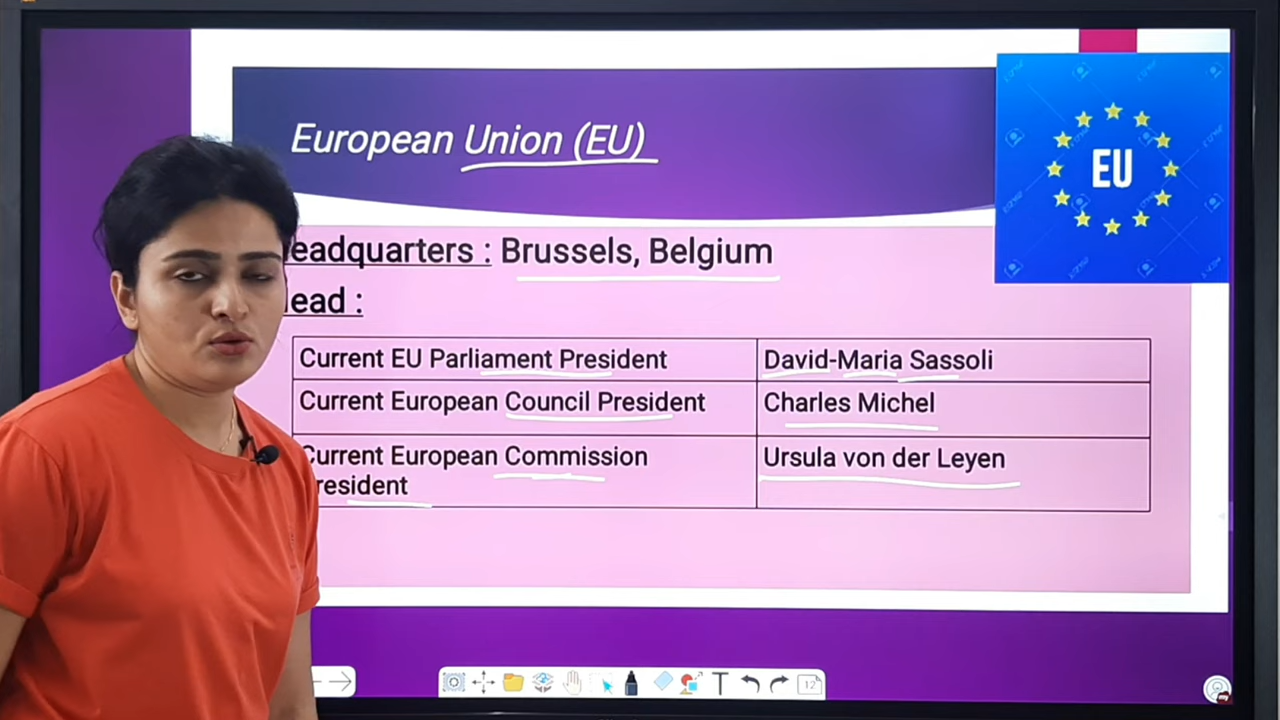 European Union (EU)
EU
eadquarters : Brussels, Belgium
ead :
Current EU Parliament President
David-Maria Sassoli
Current European Council President
Charles Michel
Current European Commission
resident
Ursula von der Leyen
T
12